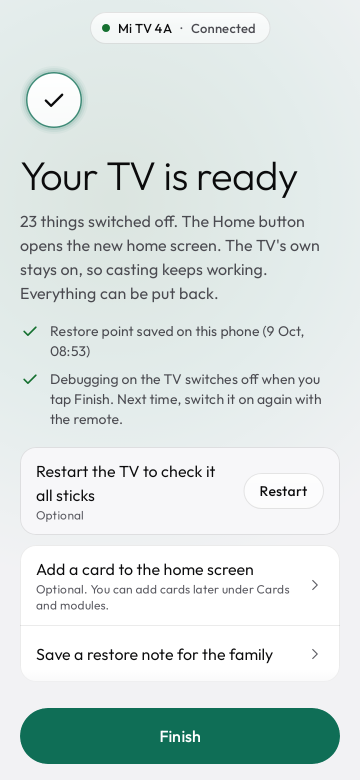 Mi TV 4A · Connected
Your TV is ready
23 things switched off. The Home button
opens the new home screen. The TV's own
stays on, so casting keeps working.
Everything can be put back.
Restore point saved on this phone (9 Oct,
08:53)
Debugging on the TV switches off when you
tap Finish. Next time, switch it on again with
the remote.
Restart the TV to check it
all sticks
Optional
Restart
Add a card to the home screen
Optional. You can add cards later under Cards
and modules.
Save a restore note for the family
Finish